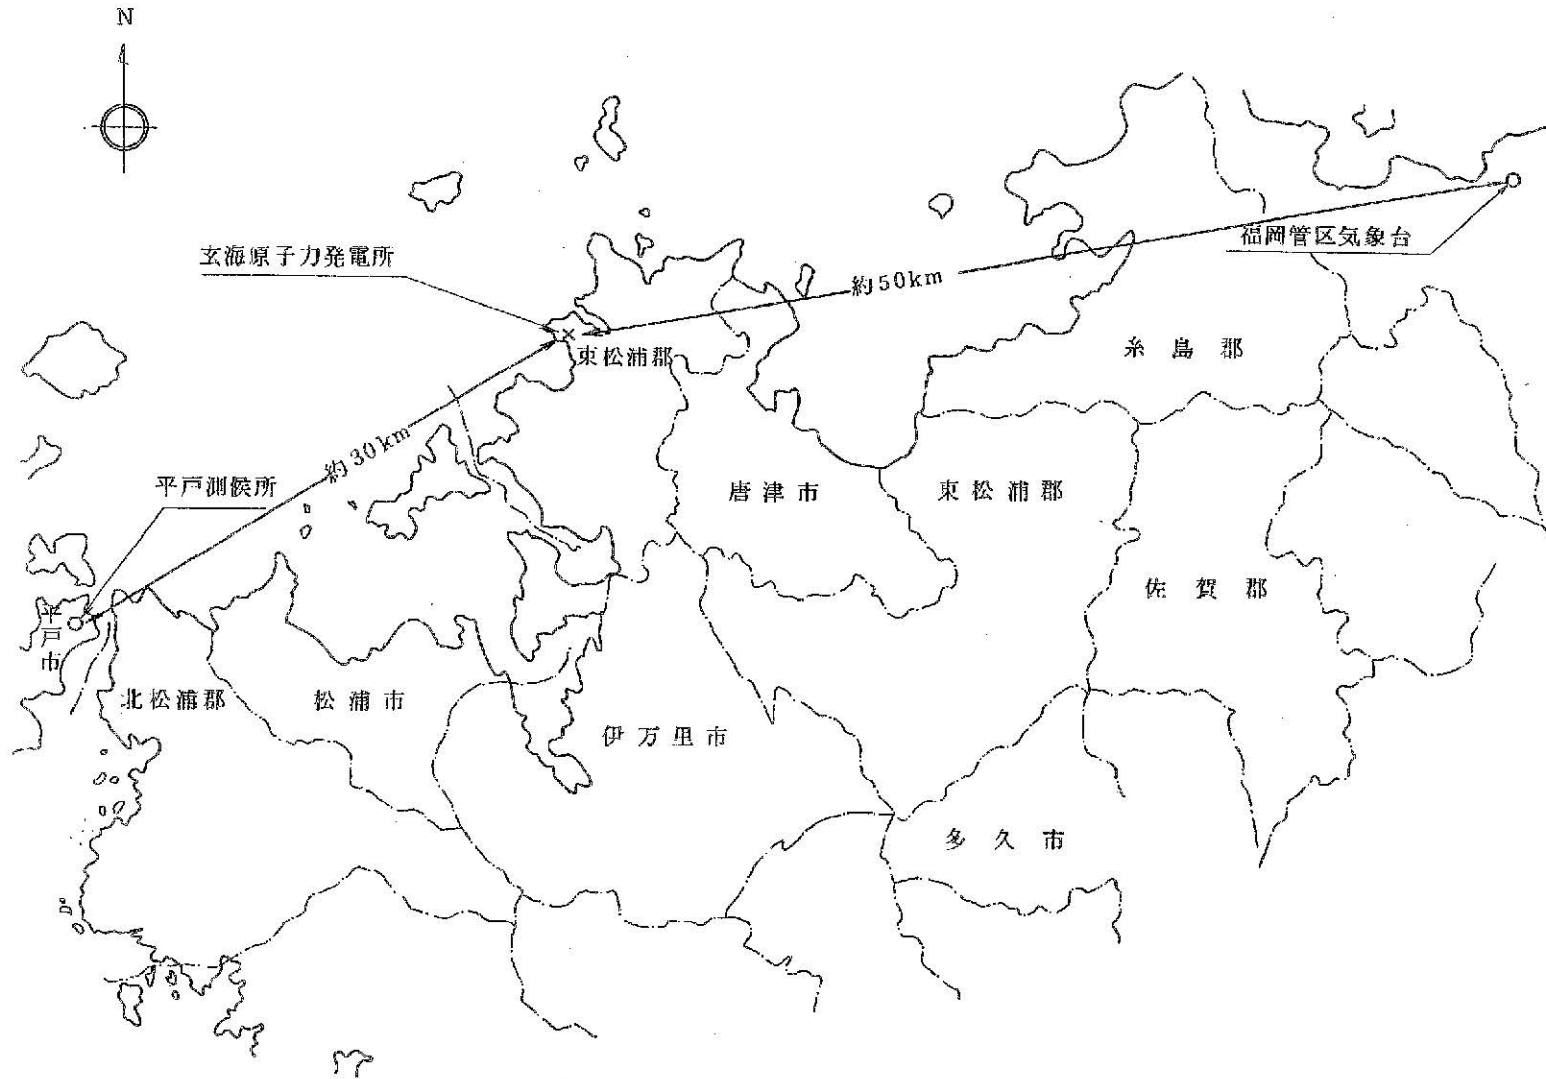 N
玄海原子力発電所
福岡管区気象台
約50km
東松浦郡
糸島郡
約30km
平戸測候所
唐津市
東松浦郡
佐賀郡
平戸市
北松浦郡
松浦市
伊万里市
多久市